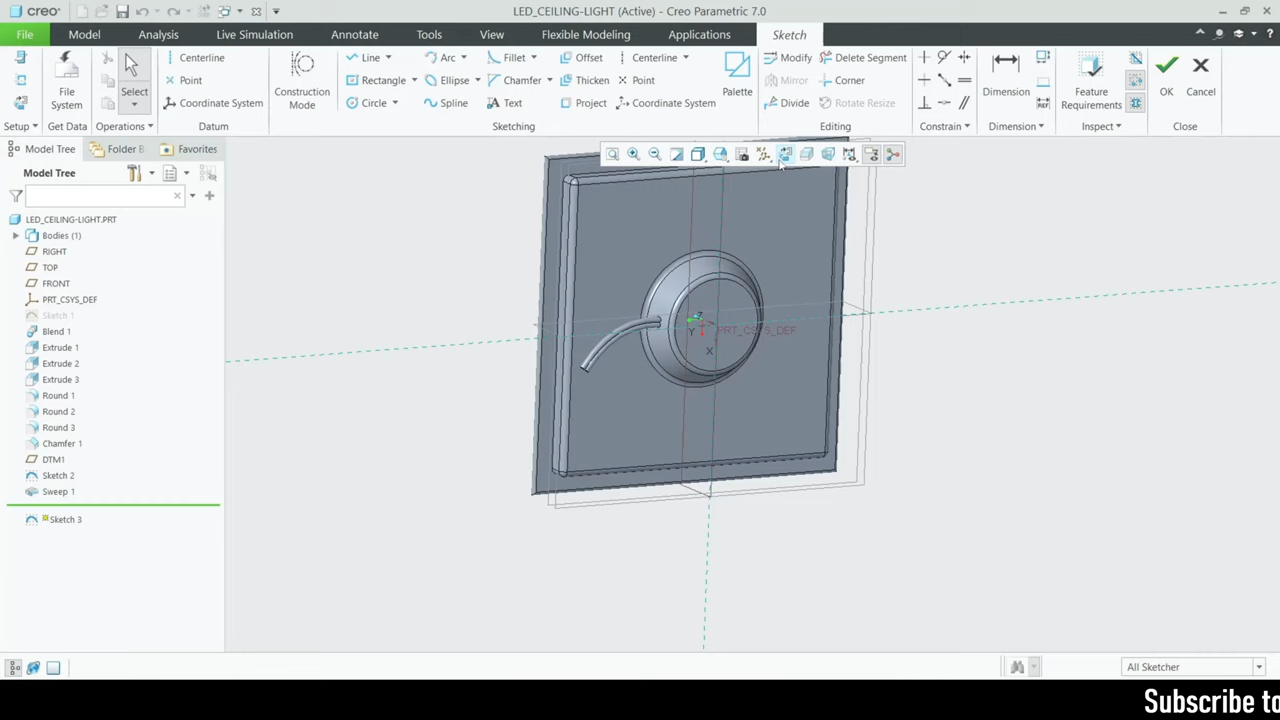 creo
LED_CEILING-LIGHT (Active) - Creo Parametric 7.0
File
Model
Analysis
Live Simulation
Annotate
Tools
View
Flexible Modeling
Applications
Sketch
File
System
Select
Centerline
Point
Coordinate System
Construction
Mode
Line
Arc
Fillet
Offset
Centerline
Rectangle
Ellipse
Chamfer
Thicken
Point
Circle
Spline
Text
Project
Coordinate System
Palette
Modify
Delete Segment
Mirror
Corner
Divide
Rotate Resize
Dimension
Feature
Requirements
OK
Cancel
Setup
Get Data
Operations
Datum
Sketching
Editing
Constrain
Dimension
Inspect
Close
Model Tree
Folder
Favorites
Model Tree
LED_CEILING-LIGHT.PRT
Bodies (1)
RIGHT
TOP
FRONT
PRT_CSYS_DEF
Sketch 1
Blend 1
Extrude 1
Extrude 2
Extrude 3
Round 1
Round 2
Round 3
Chamfer 1
DTM1
Sketch 2
Sweep 1
Sketch 3
Z
Y
PRT_CSYS_DEF
X
All Sketcher
Subscribe to